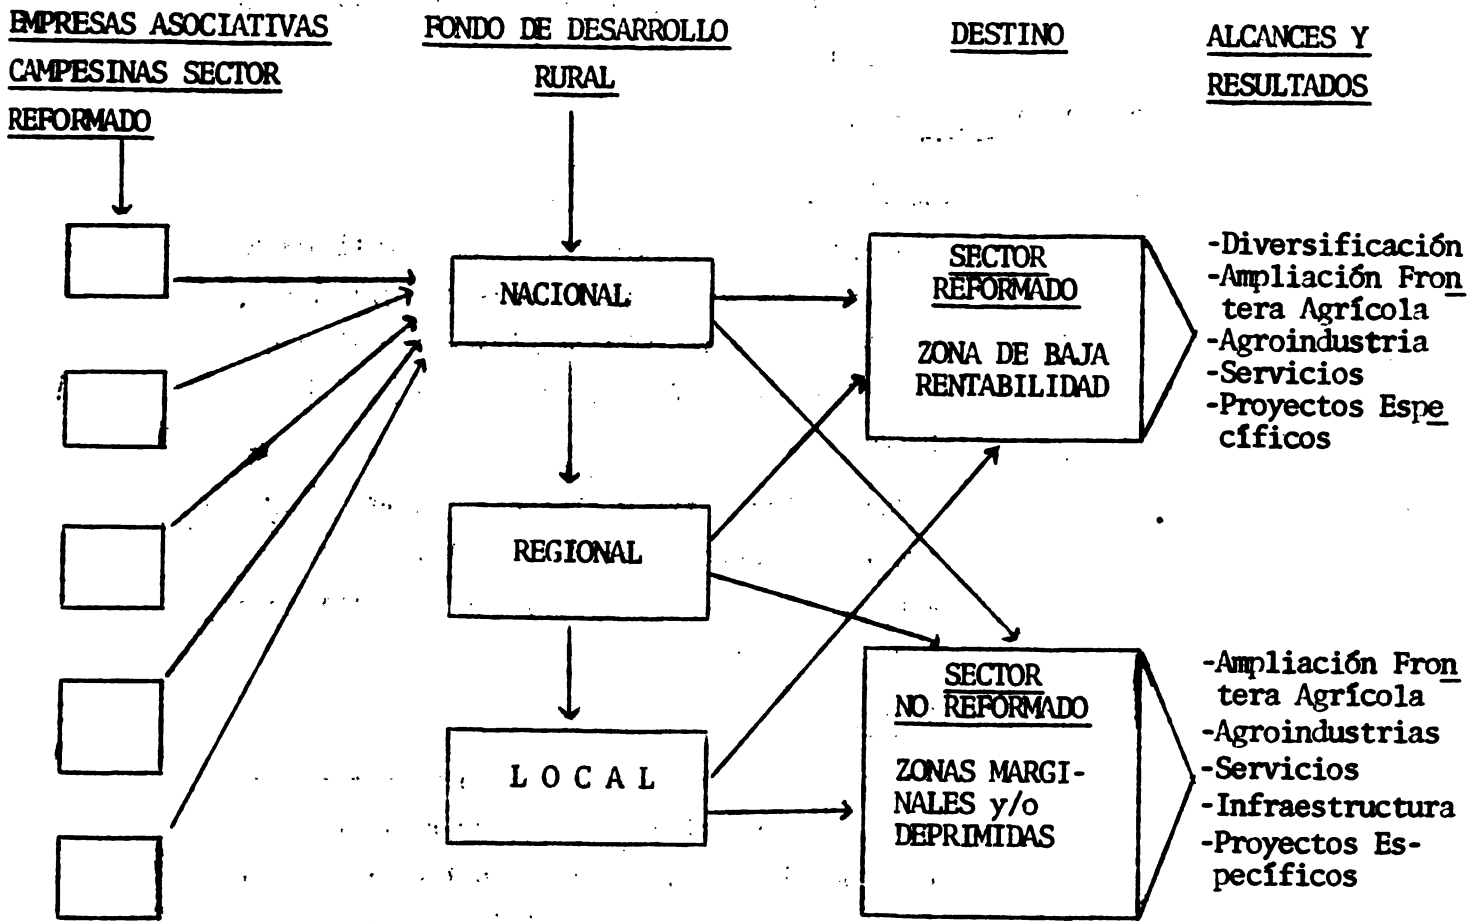 EMPRESAS ASOCIATIVAS
CAMPESINAS SECTOR
REFORMADO
FONDO DE DESARROLLO
RURAL
DESTINO
ALCANCES Y
RESULTADOS
NACIONAL
REGIONAL
L O C A L
SECTOR
REFORMADO
ZONA DE BAJA
RENTABILIDAD
-Diversificación
-Ampliación Fron
tera Agrícola
-Agroindustria
-Servicios
-Proyectos Espe
cíficos
SECTOR
NO REFORMADO
ZONAS MARGI-
NALES y/o
DEPRIMIDAS
-Ampliación Fron
tera Agrícola
-Agroindustrias
-Servicios
-Infraestructura
-Proyectos Es-
pecíficos